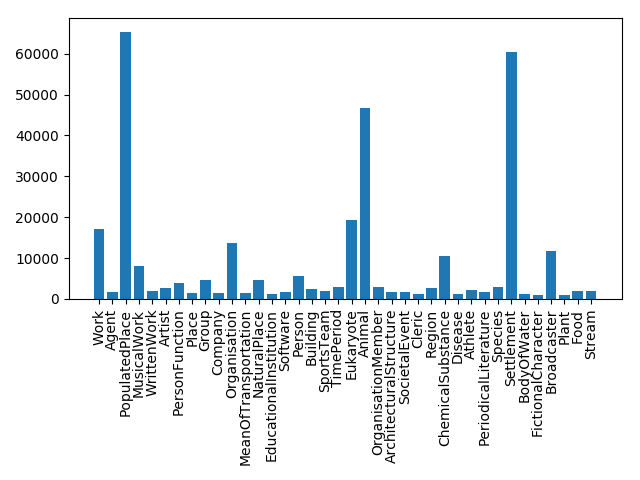 60000
50000
40000
30000
20000
10000
0
Work
Agent
PopulatedPlace
MusicalWork
WrittenWork
Artist
PersonFunction
Place
Group
Company
Organisation
MeanOfTransportation
NaturalPlace
EducationalInstitution
Software
Person
Building
SportsTeam
TimePeriod
Eukaryote
Animal
OrganisationMember
ArchitecturalStructure
SocietalEvent
Cleric
Region
ChemicalSubstance
Disease
Athlete
PeriodicalLiterature
Species
Settlement
BodyOfWater
FictionalCharacter
Broadcaster
Plant
Food
Stream